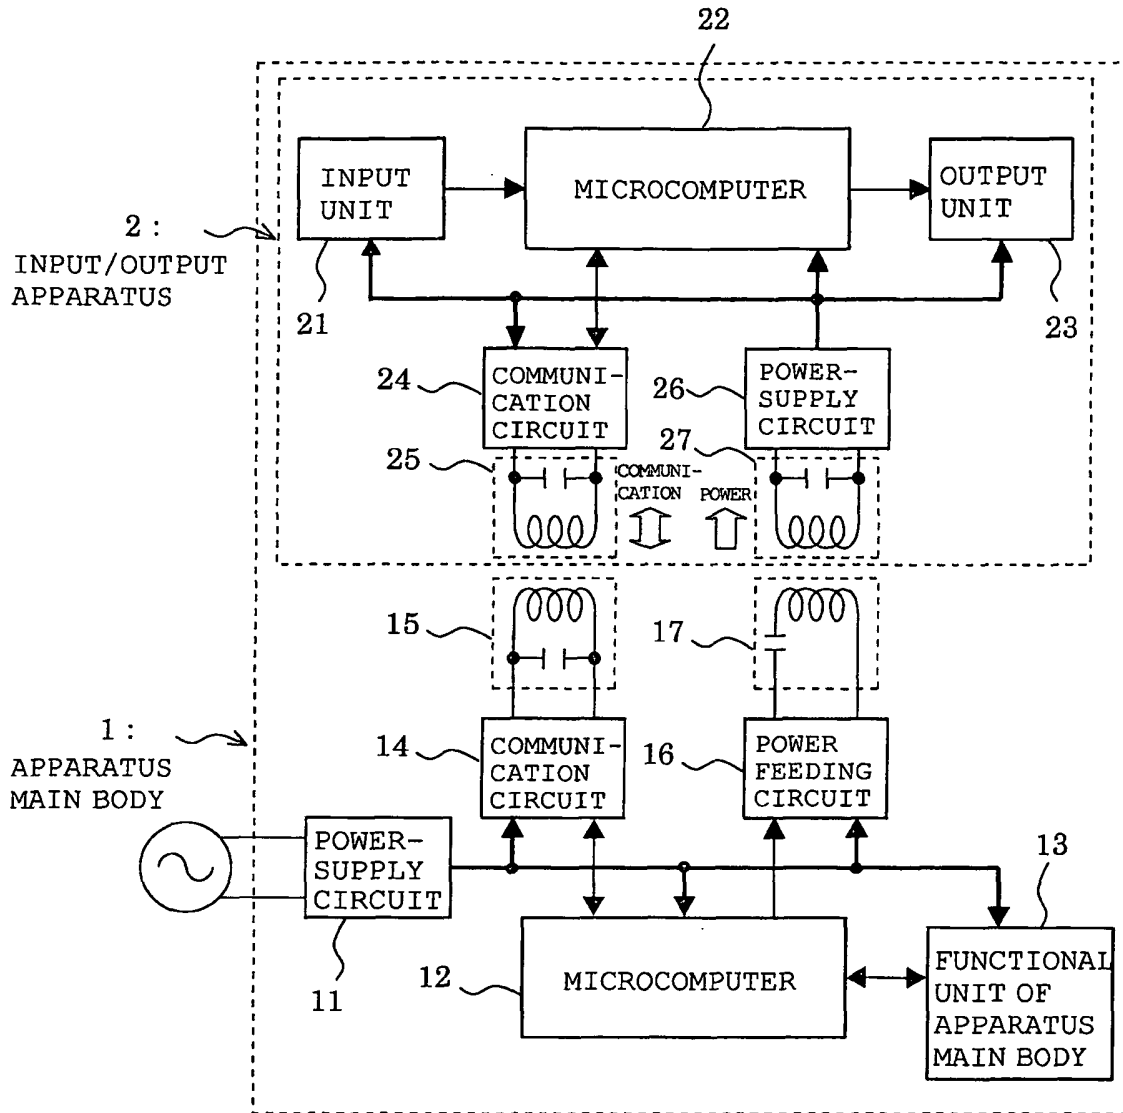 22
INPUT
UNIT
MICROCOMPUTER
OUTPUT
UNIT
2 :
INPUT/OUTPUT
APPARATUS
21
23
24
COMMUNI-
CATION
CIRCUIT
26
POWER-
SUPPLY
CIRCUIT
25
COMMUNI-
CATION
POWER
27
15
17
1 :
APPARATUS
MAIN BODY
14
COMMUNI-
CATION
CIRCUIT
16
POWER
FEEDING
CIRCUIT
POWER-
SUPPLY
CIRCUIT
11
13
12
MICROCOMPUTER
FUNCTIONAL
UNIT OF
APPARATUS
MAIN BODY